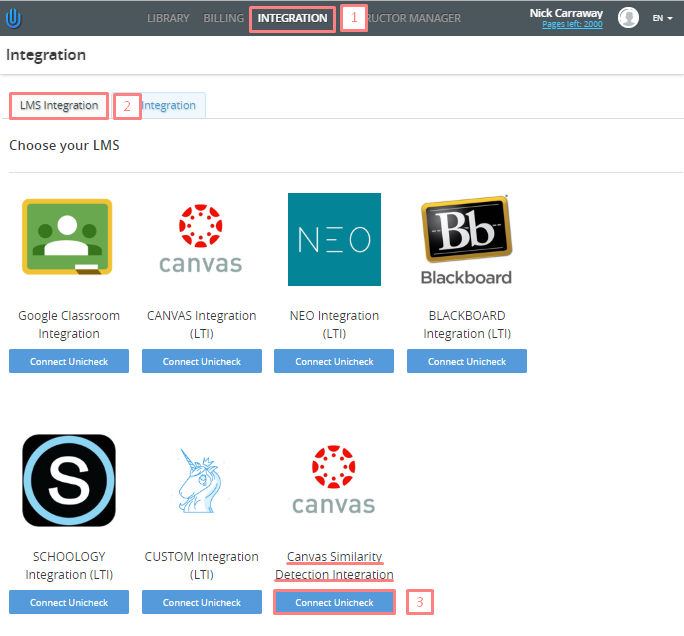 LIBRARY BILLING INTEGRATION 1 RUCTOR MANAGER Nick Carraway
Pages left: 2000
EN
Integration
LMS Integration 2 Integration
Choose your LMS
canvas
NEO
Bb
Blackboard
Google Classroom
Integration
Connect Unicheck
CANVAS Integration
(LTI)
Connect Unicheck
NEO Integration
(LTI)
Connect Unicheck
BLACKBOARD
Integration (LTI)
Connect Unicheck
S
canvas
SCHOOLOGY
Integration (LTI)
Connect Unicheck
CUSTOM Integration
(LTI)
Connect Unicheck
Canvas Similarity
Detection Integration
Connect Unicheck 3